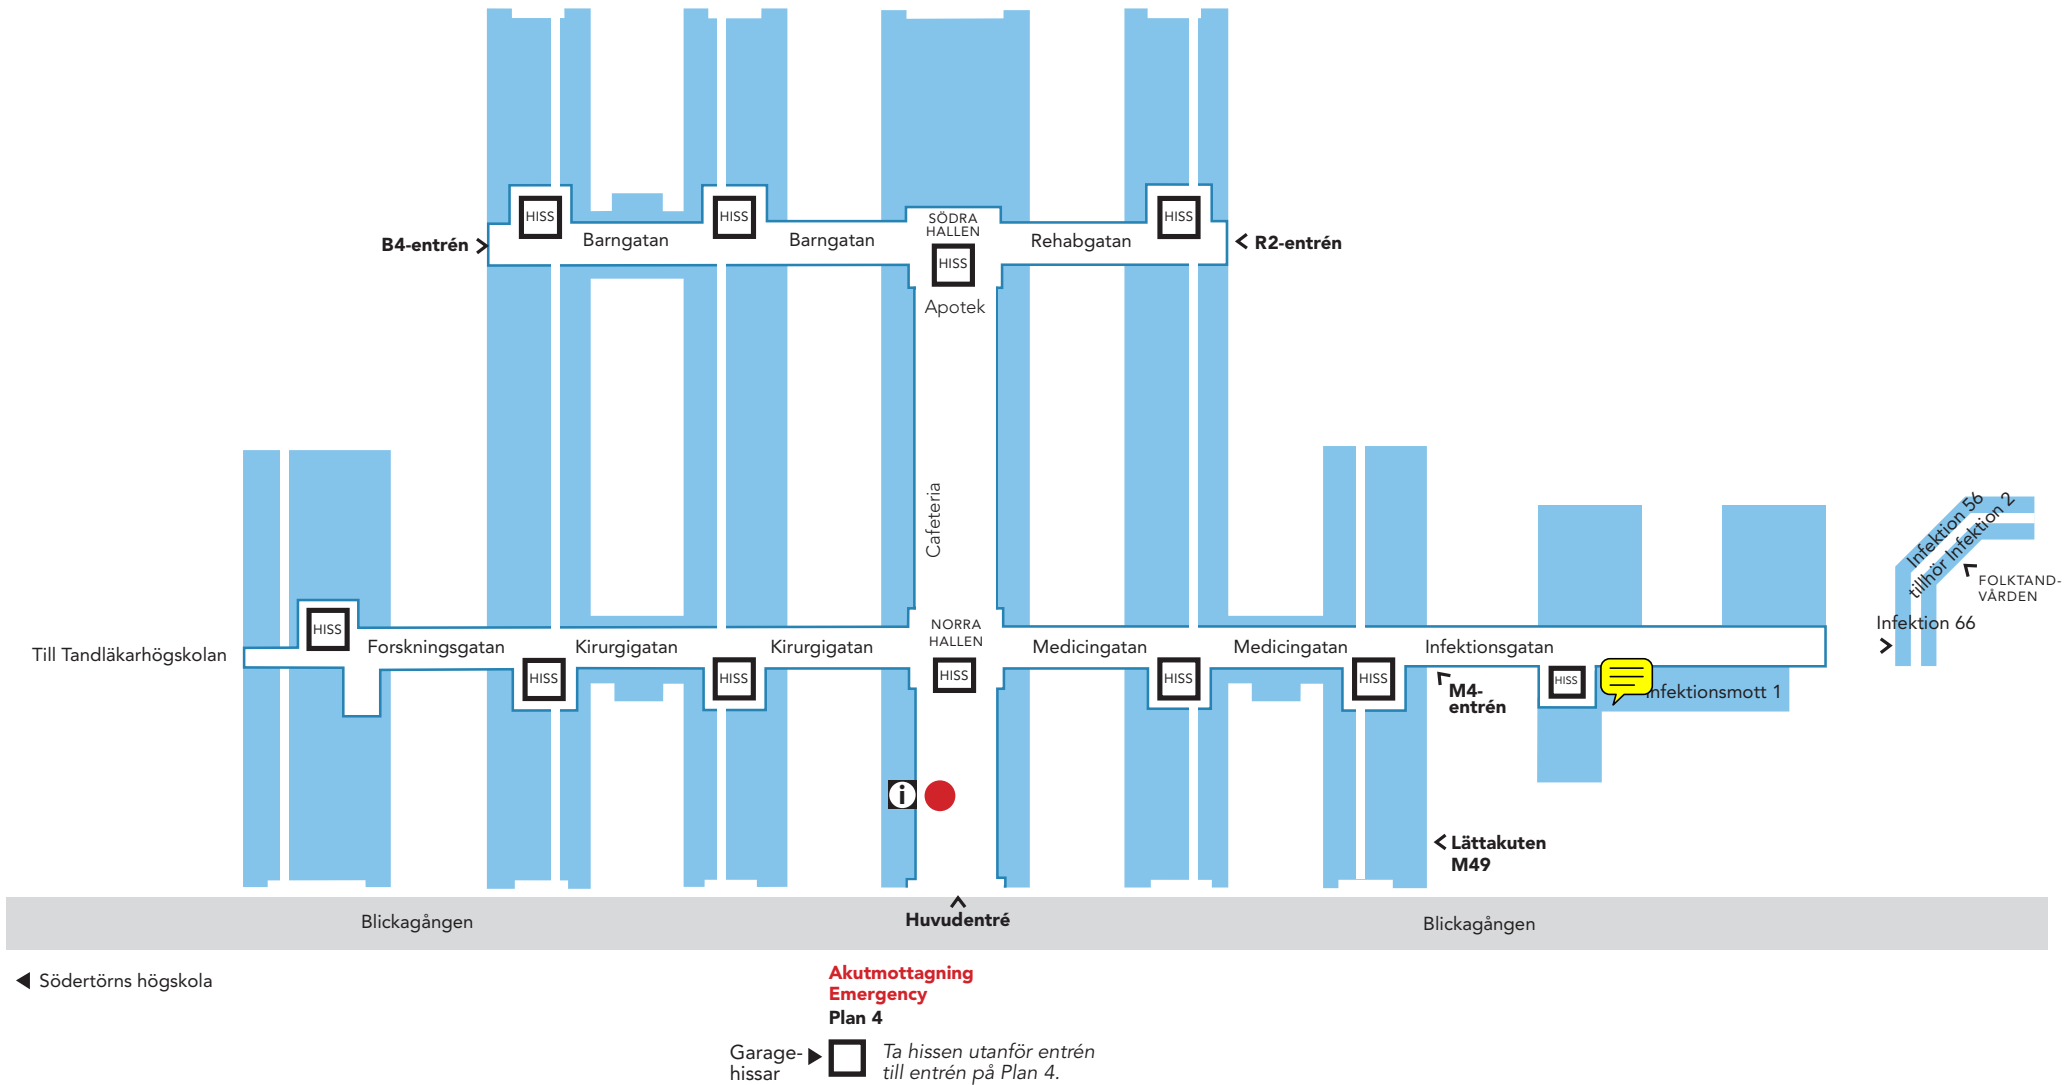 HISS
HISS
HISS
SÖDRA
HALLEN
B4-entrén
Barngatan
Barngatan
Rehabgatan
R2-entrén
HISS
Apotek
Cafeteria
Infektion 56
tillhör Infektion 2
FOLKTAND-
VÅRDEN
Infektion 66
HISS
NORRA
HALLEN
Till Tandläkarhögskolan
Forskningsgatan
Kirurgigatan
Kirurgigatan
Medicingatan
Medicingatan
Infektionsgatan
HISS
HISS
HISS
HISS
HISS
HISS
M4-
entrén
nfektionsmott 1
i
Lättakuten
M49
Blickagången
Huvudentré
Blickagången
Södertörns högskola
Akutmottagning
Emergency
Plan 4
Garage-
hissar
Ta hissen utanför entrén
till entrén på Plan 4.